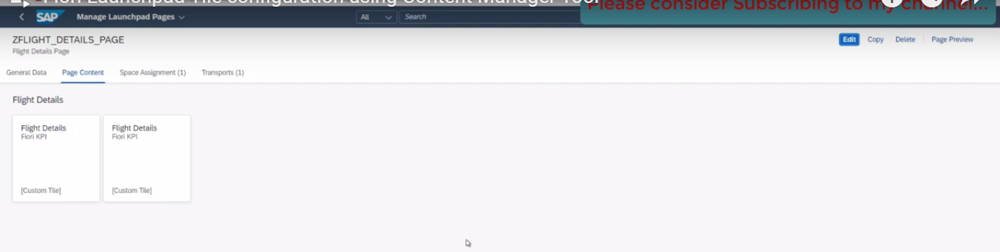 Fiori Launchpad Tile configuration using Content Manager Tool
Please consider Subscribing to my channel...
SAP Manage Launchpad Pages All Search
ZFLIGHT_DETAILS_PAGE
Flight Details Page
Edit Copy Delete Page Preview
General Data Page Content Space Assignment (1) Transports (1)
Flight Details
Flight Details
Fiori KPI
[Custom Tile]
Flight Details
Fiori KPI
[Custom Tile]